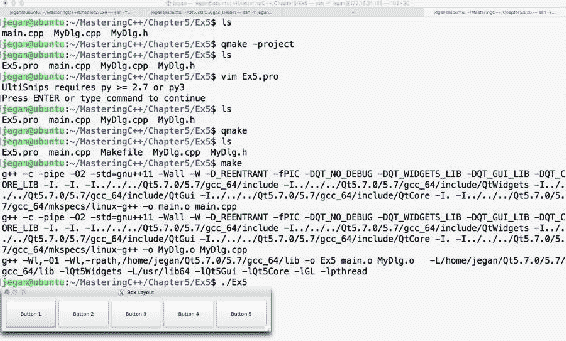 jegan@ubuntu:~/MasteringC++/Chapter5/Ex5$ ls
main.cpp MyDlg.cpp MyDlg.h
jegan@ubuntu:~/MasteringC++/Chapter5/Ex5$ qmake -project
jegan@ubuntu:~/MasteringC++/Chapter5/Ex5$ ls
Ex5.pro main.cpp MyDlg.cpp MyDlg.h
jegan@ubuntu:~/MasteringC++/Chapter5/Ex5$ vim Ex5.pro
UltiSnips requires py >= 2.7 or py3
Press ENTER or type command to continue
jegan@ubuntu:~/MasteringC++/Chapter5/Ex5$ ls
Ex5.pro main.cpp MyDlg.cpp MyDlg.h
jegan@ubuntu:~/MasteringC++/Chapter5/Ex5$ qmake
jegan@ubuntu:~/MasteringC++/Chapter5/Ex5$ ls
Ex5.pro main.cpp Makefile MyDlg.cpp MyDlg.h
jegan@ubuntu:~/MasteringC++/Chapter5/Ex5$ make
g++ -c -pipe -O2 -std=gnu++11 -Wall -W -D_REENTRANT -fPIC -DQT_NO_DEBUG -DQT_WIDGETS_LIB -DQT_GUI_LIB -DQT_C
ORE_LIB -I. -I. -I../../../Qt5.7.0/5.7/gcc_64/include -I../../../Qt5.7.0/5.7/gcc_64/include/QtWidgets -I../.
./../Qt5.7.0/5.7/gcc_64/include/QtGui -I../../../Qt5.7.0/5.7/gcc_64/include/QtCore -I. -I../../../Qt5.7.0/5.
7/gcc_64/mkspecs/linux-g++ -o main.o main.cpp
g++ -c -pipe -O2 -std=gnu++11 -Wall -W -D_REENTRANT -fPIC -DQT_NO_DEBUG -DQT_WIDGETS_LIB -DQT_GUI_LIB -DQT_C
ORE_LIB -I. -I. -I../../../Qt5.7.0/5.7/gcc_64/include -I../../../Qt5.7.0/5.7/gcc_64/include/QtWidgets -I../.
./../Qt5.7.0/5.7/gcc_64/include/QtGui -I../../../Qt5.7.0/5.7/gcc_64/include/QtCore -I. -I../../../Qt5.7.0/5.
7/gcc_64/mkspecs/linux-g++ -o MyDlg.o MyDlg.cpp
g++ -Wl,-O1 -Wl,-rpath,/home/jegan/Qt5.7.0/5.7/gcc_64/lib -o Ex5 main.o MyDlg.o -L/home/jegan/Qt5.7.0/5.7/
gcc_64/lib -lQt5Widgets -L/usr/lib64 -lQt5Gui -lQt5Core -lGL -lpthread
jegan@ubuntu:~/MasteringC++/Chapter5/Ex5$ ./Ex5
Box Layout
Button 1 Button 2 Button 3 Button 4 Button 5